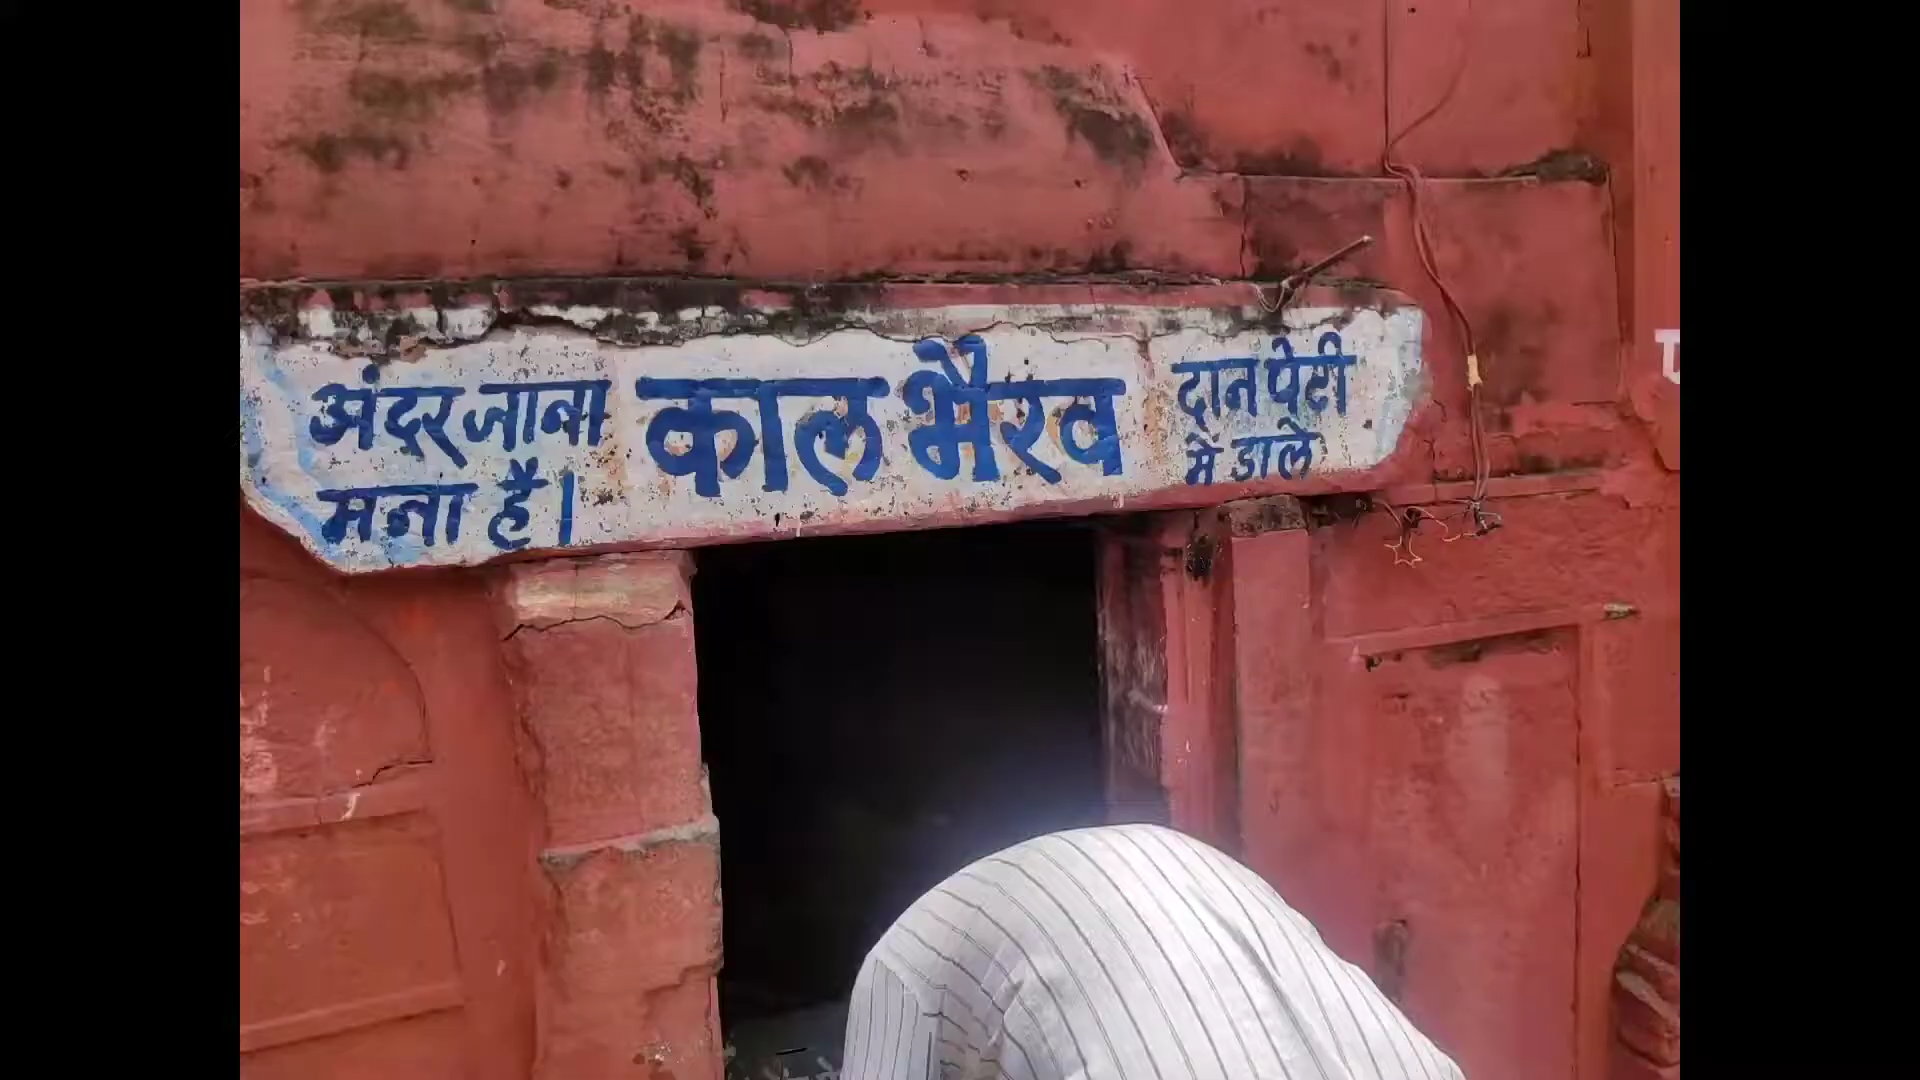 अंदर जाना
मना है।
काल भैरव
दान पेटी
में डाले